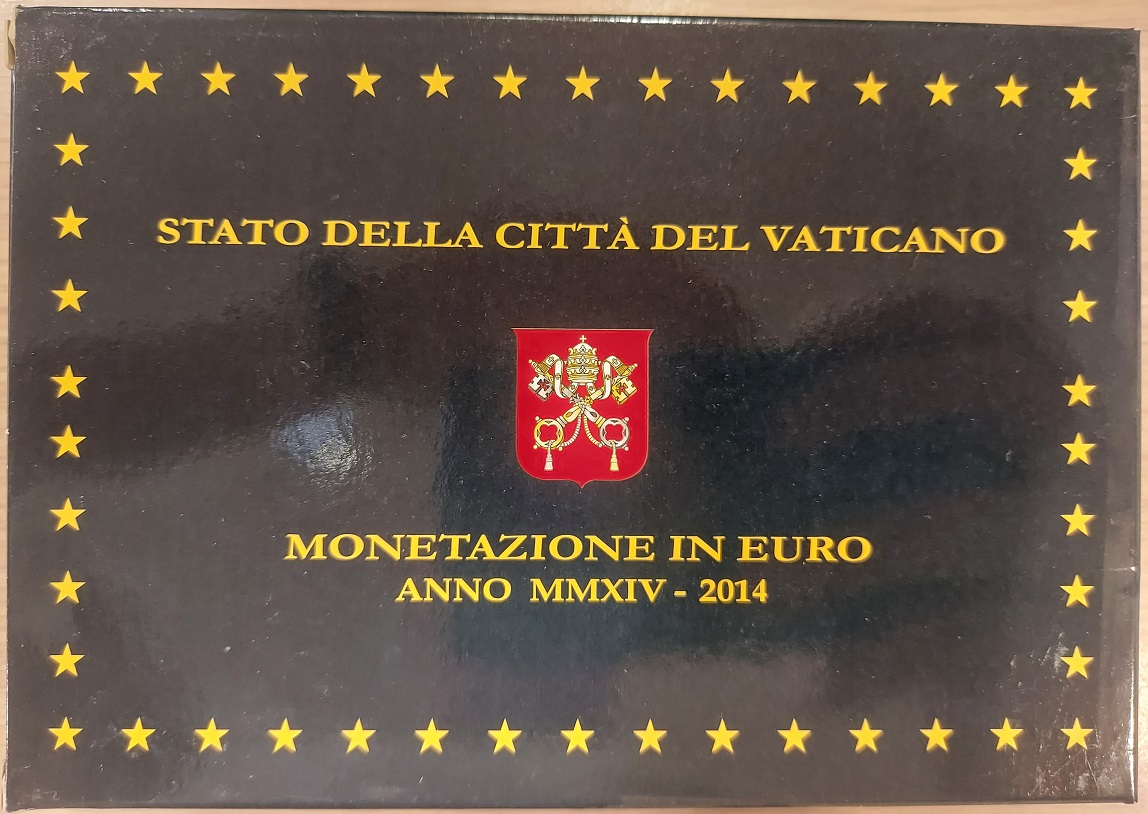 STATO DELLA CITTÀ DEL VATICANO
MONETAZIONE IN EURO
ANNO MMXIV - 2014